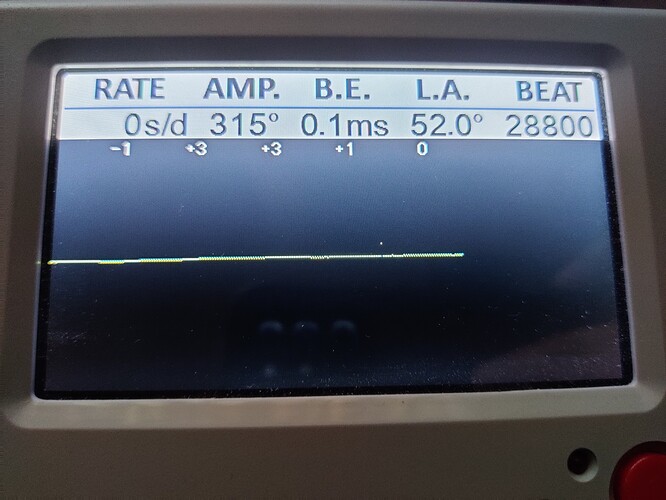 RATE AMP. B.E. L.A. BEAT
0s/d 315° 0.1ms 52.0° 28800
-1 +3 +3 +1 0